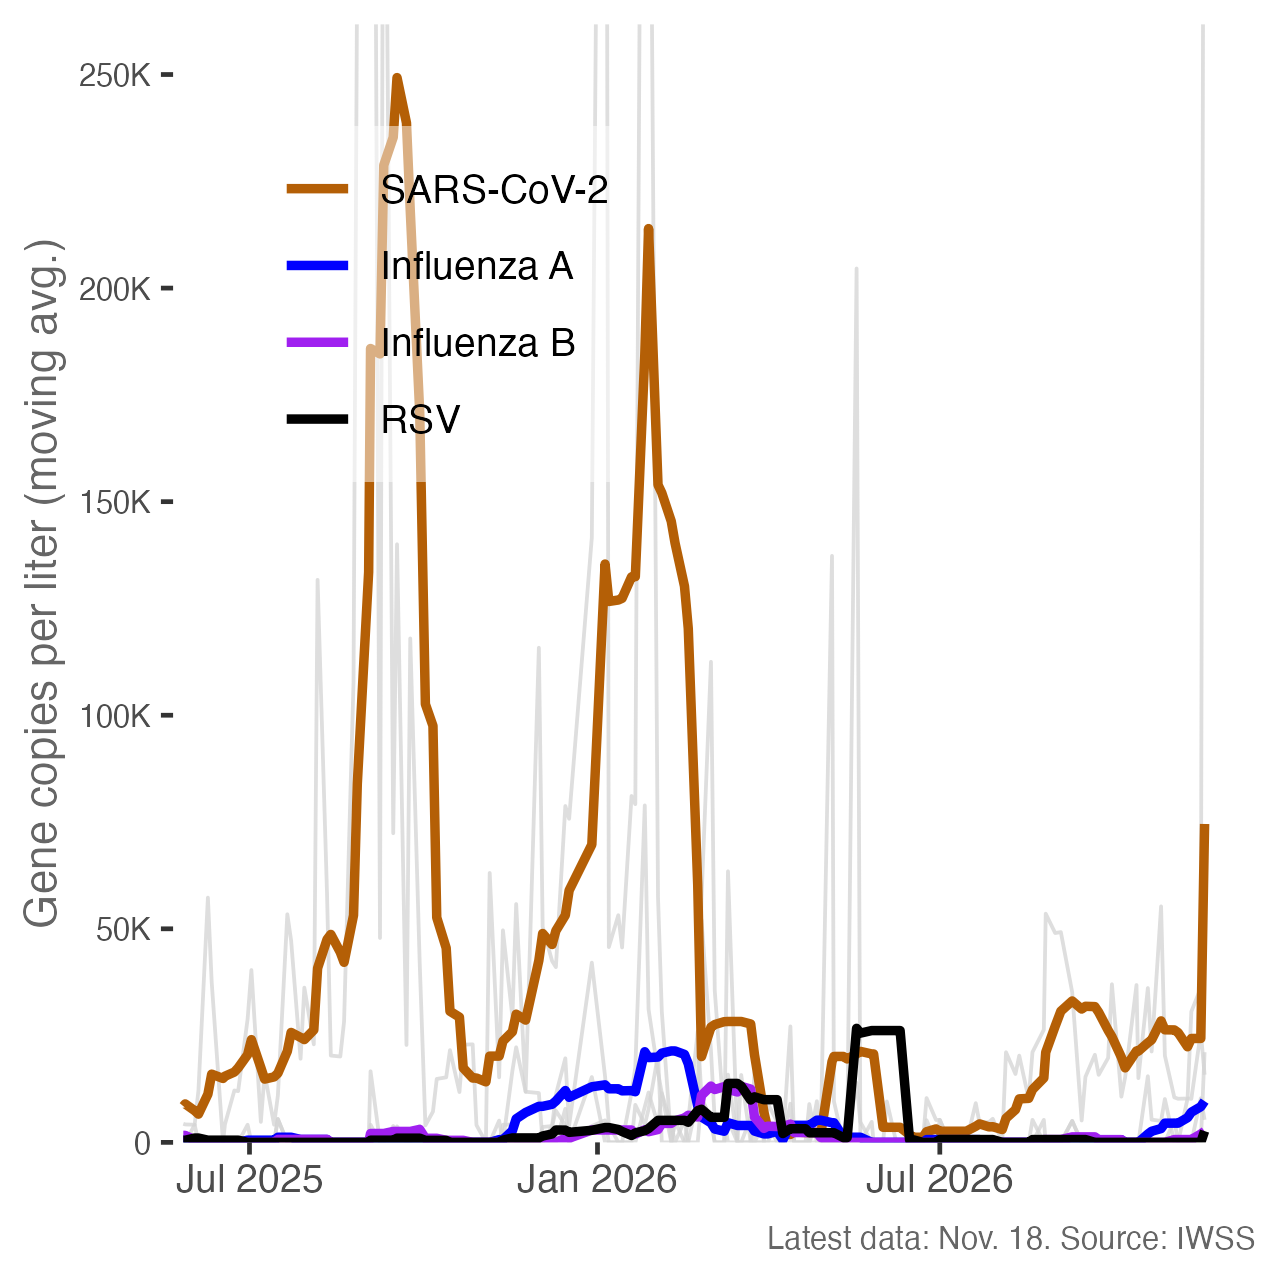 Gene copies per liter (moving avg.)
250K
200K
150K
100K
50K
0
SARS-CoV-2
Influenza A
Influenza B
RSV
Jul 2025
Jan 2026
Jul 2026
Latest data: Nov. 18. Source: IWSS